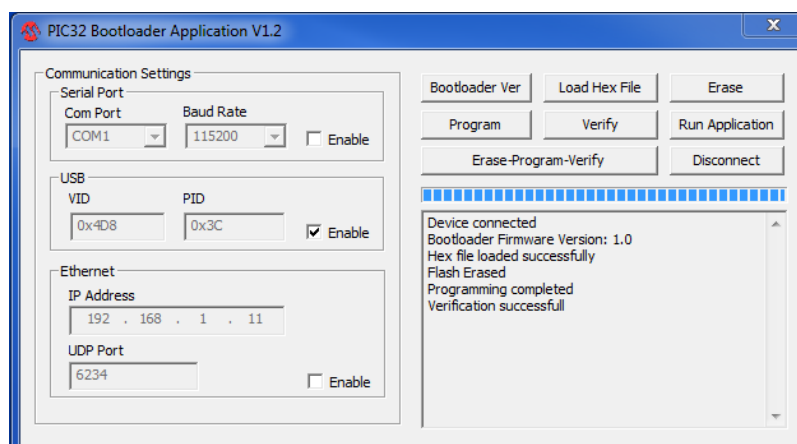 PIC32 Bootloader Application V1.2
X
Communication Settings
Serial Port
Com Port Baud Rate
COM1 115200 Enable
USB
VID PID
0x4D8 0x3C Enable
Ethernet
IP Address
192 . 168 . 1 . 11
UDP Port
6234 Enable
Bootloader Ver Load Hex File Erase
Program Verify Run Application
Erase-Program-Verify Disconnect
Device connected
Bootloader Firmware Version: 1.0
Hex file loaded successfully
Flash Erased
Programming completed
Verification successfull